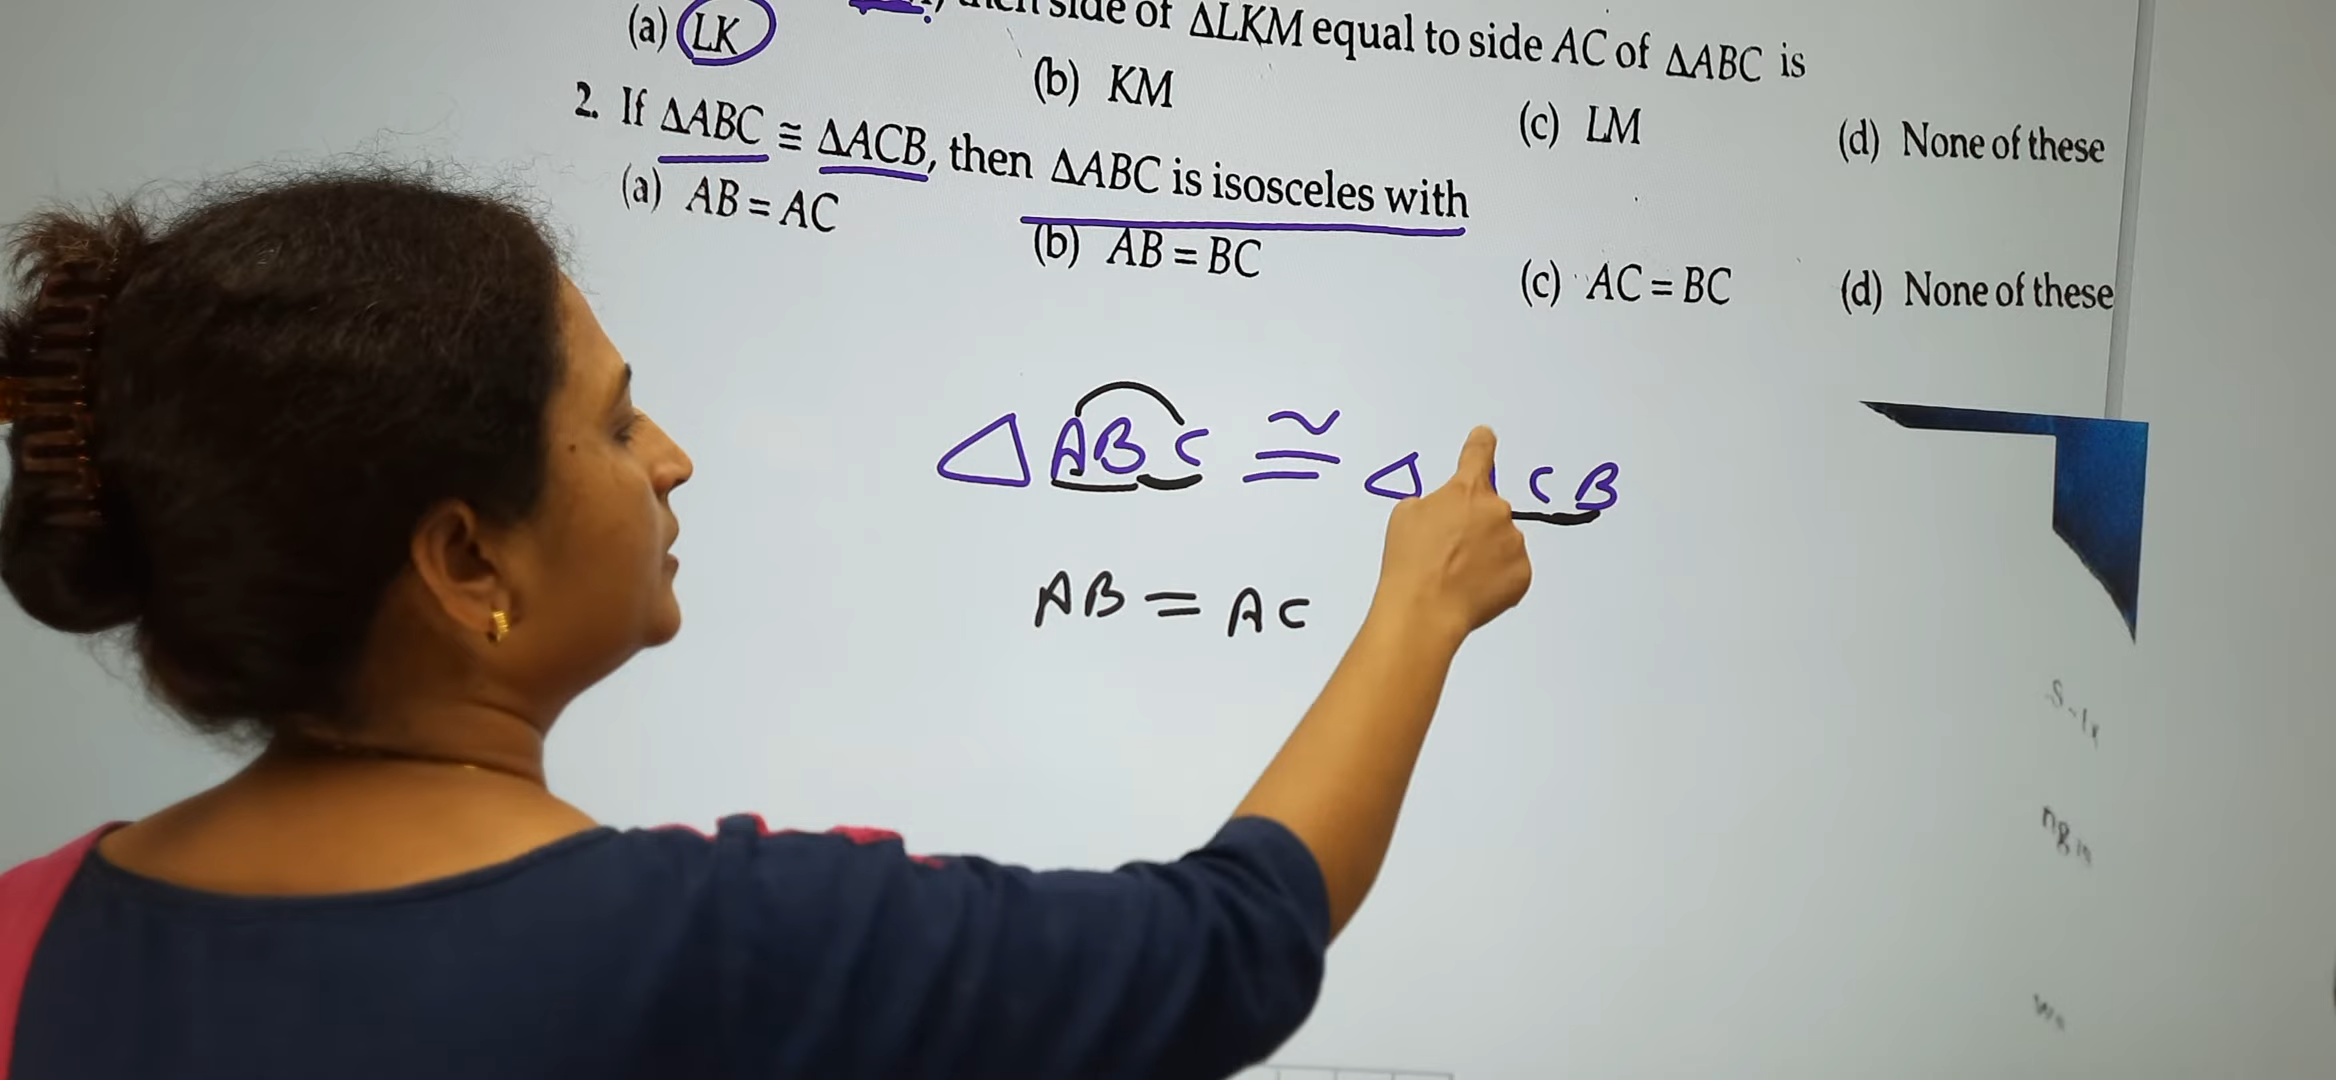 side of ΔLKM equal to side AC of ΔABC is
(a) LK (b) KM (c) LM (d) None of these
2. If ΔABC ≅ ΔACB, then ΔABC is isosceles with
(a) AB = AC (b) AB = BC (c) AC = BC (d) None of these
Δ ABC ≅ Δ CB
AB = AC